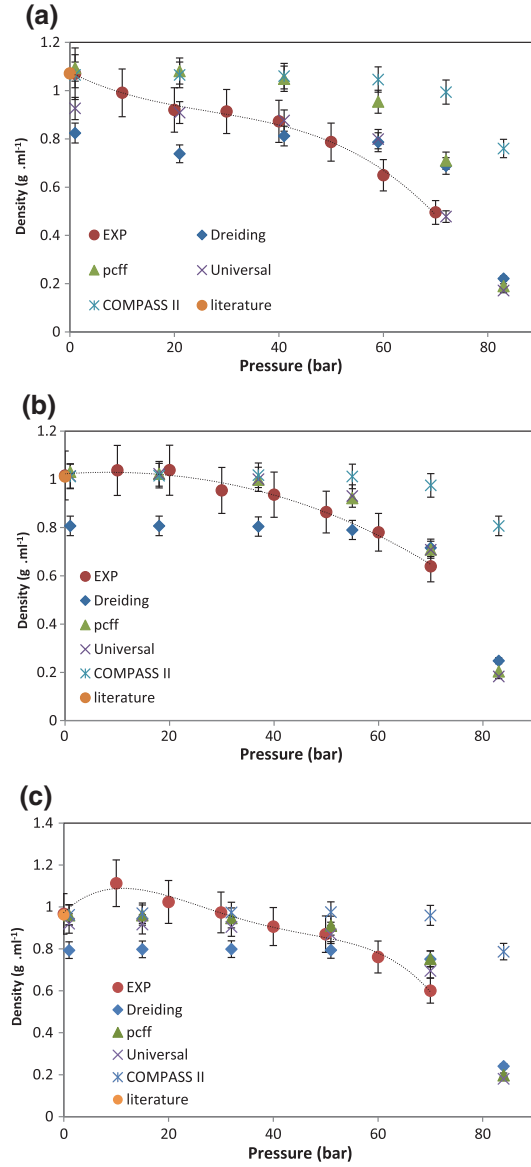 (a)
1.2
1
0.8
0.6
0.4
0.2
0
Density (g .ml-1)
EXP
Dreiding
pcff
Universal
COMPASS II
literature
0
20
40
60
80
Pressure (bar)
(b)
1.2
1
0.8
0.6
0.4
0.2
0
Density (g .ml-1)
EXP
Dreiding
pcff
Universal
COMPASS II
literature
0
20
40
60
80
Pressure (bar)
(c)
1.4
1.2
1
0.8
0.6
0.4
0.2
0
Density (g .ml-1)
EXP
Dreiding
pcff
Universal
COMPASS II
literature
0
20
40
60
80
Pressure (bar)